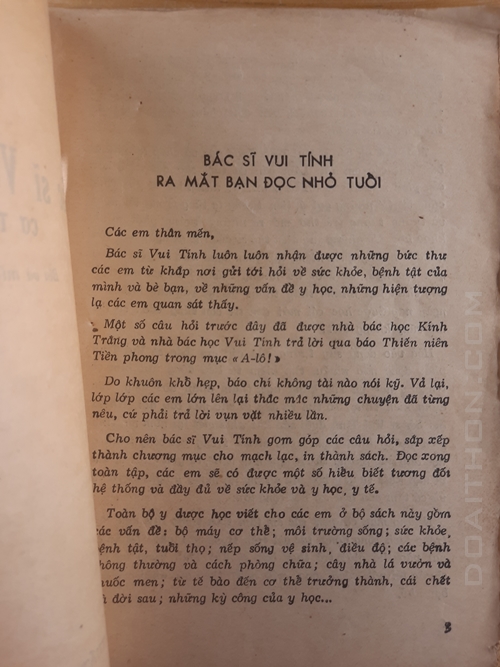 BÁC SĨ VUI TÍNH
RA MẮT BẠN ĐỌC NHỎ TUỔI
Các em thân mến,
Bác sĩ Vui Tính luôn luôn nhận được những bức thư
các em từ khắp nơi gửi tới hỏi về sức khỏe, bệnh tật của
mình và bè bạn, về những vấn đề y học, những hiện tượng
lạ các em quan sát thấy.
Một số câu hỏi trước đây đã được nhà bác học Kính
Trắng và nhà bác học Vui Tính trả lời qua báo Thiến niên
Tiền phong trong mục « A-lô! »
Do khuôn khổ hẹp, báo chí không tài nào nói kỹ. Vả lại,
lớp lớp các em lớn lên lại thắc mắc những chuyện đã từng
nêu, cứ phải trả lời vụn vặt nhiều lần.
Cho nên bác sĩ Vui Tính gom góp các câu hỏi, sắp xếp
thành chương mục cho mạch lạc, in thành sách. Đọc xong
toàn tập, các em sẽ có được một số hiểu biết tương đối
hệ thống và đầy đủ về sức khỏe và y học, y tế.
Toàn bộ y dược học viết cho các em ở bộ sách này gồm
các vấn đề: bộ máy cơ thể; môi trường sống; sức khỏe,
bệnh tật, tuổi thọ; nếp sống vệ sinh, điều độ; các bệnh
thông thường và cách phòng chữa; cây nhà lá vườn và
thuốc men; từ tế bào đến cơ thể trưởng thành, cái chết
và đời sau; những kỳ công của y học...
3
DOAITHON.COM